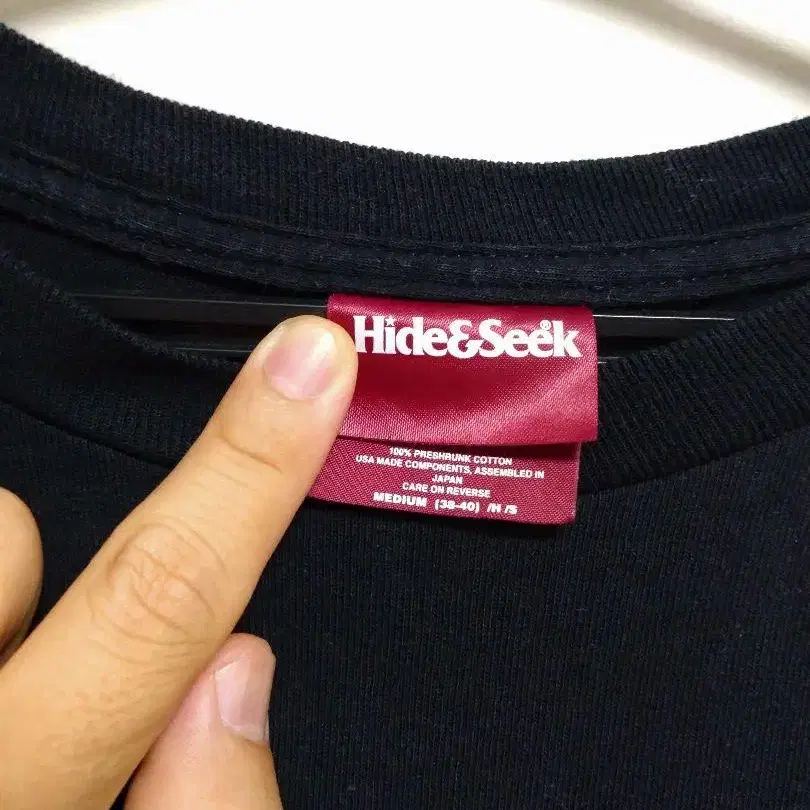 Hide&Seek®
100% PRESHRUNK COTTON
USA MADE COMPONENTS, ASSEMBLED IN
JAPAN
CARE ON REVERSE
MEDIUM (38-40) /H /S